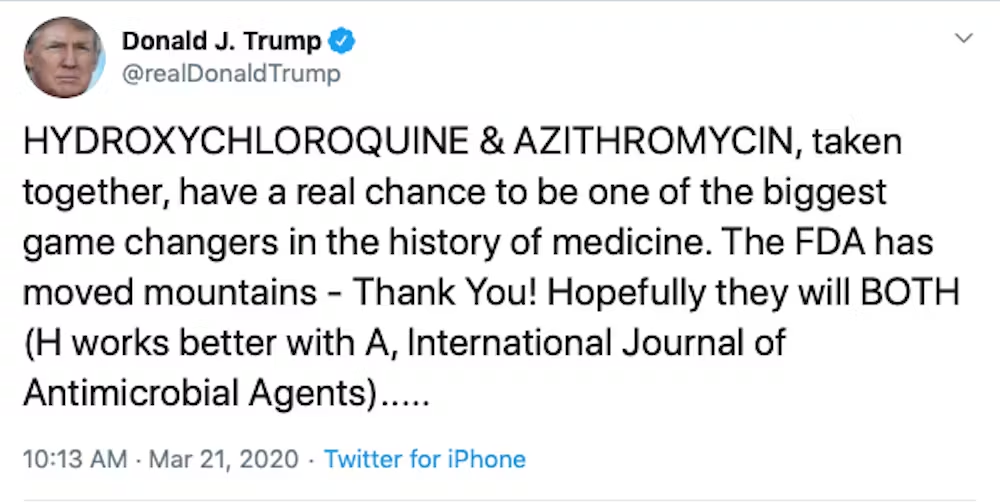 Donald J. Trump
@realDonaldTrump
HYDROXYCHLOROQUINE & AZITHROMYCIN, taken
together, have a real chance to be one of the biggest
game changers in the history of medicine. The FDA has
moved mountains - Thank You! Hopefully they will BOTH
(H works better with A, International Journal of
Antimicrobial Agents).....
10:13 AM · Mar 21, 2020 · Twitter for iPhone